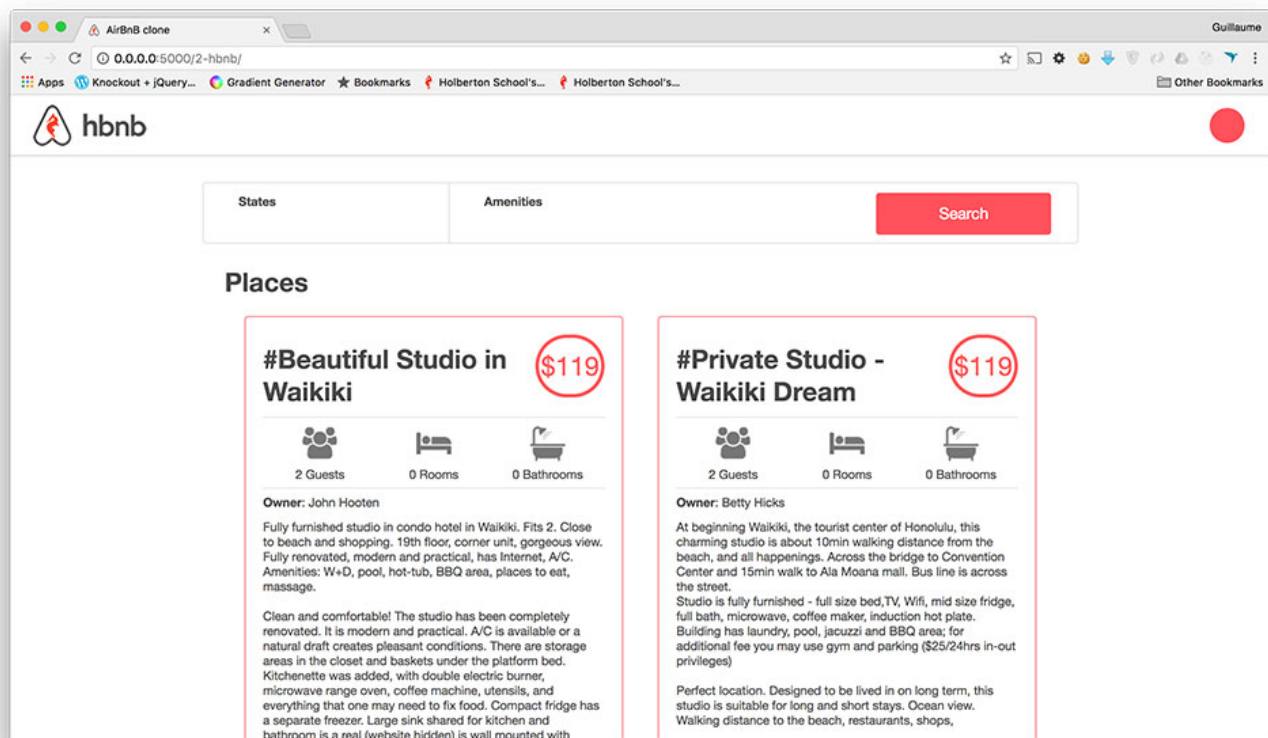 AirBnB clone
Guillaume
0.0.0.0:5000/2-hbnb/
Apps Knockout + jQuery... Gradient Generator Bookmarks Holberton School's... Holberton School's... Other Bookmarks
hbnb
States Amenities Search
Places
#Beautiful Studio in
Waikiki
$119
2 Guests 0 Rooms 0 Bathrooms
Owner: John Hooten
Fully furnished studio in condo hotel in Waikiki. Fits 2. Close
to beach and shopping. 19th floor, corner unit, gorgeous view.
Fully renovated, modern and practical, has Internet, A/C.
Amenities: W+D, pool, hot-tub, BBQ area, places to eat,
massage.
Clean and comfortable! The studio has been completely
renovated. It is modern and practical. A/C is available or a
natural draft creates pleasant conditions. There are storage
areas in the closet and baskets under the platform bed.
Kitchenette was added, with double electric burner,
microwave range oven, coffee machine, utensils, and
everything that one may need to fix food. Compact fridge has
a separate freezer. Large sink shared for kitchen and
bathroom is a real (website hidden) is wall mounted with
#Private Studio -
Waikiki Dream
$119
2 Guests 0 Rooms 0 Bathrooms
Owner: Betty Hicks
At beginning Waikiki, the tourist center of Honolulu, this
charming studio is about 10min walking distance from the
beach, and all happenings. Across the bridge to Convention
Center and 15min walk to Ala Moana mall. Bus line is across
the street.
Studio is fully furnished - full size bed,TV, Wifi, mid size fridge,
full bath, microwave, coffee maker, induction hot plate.
Building has laundry, pool, jacuzzi and BBQ area; for
additional fee you may use gym and parking ($25/24hrs in-out
privileges)
Perfect location. Designed to be lived in on long term, this
studio is suitable for long and short stays. Ocean view.
Walking distance to the beach, restaurants, shops,